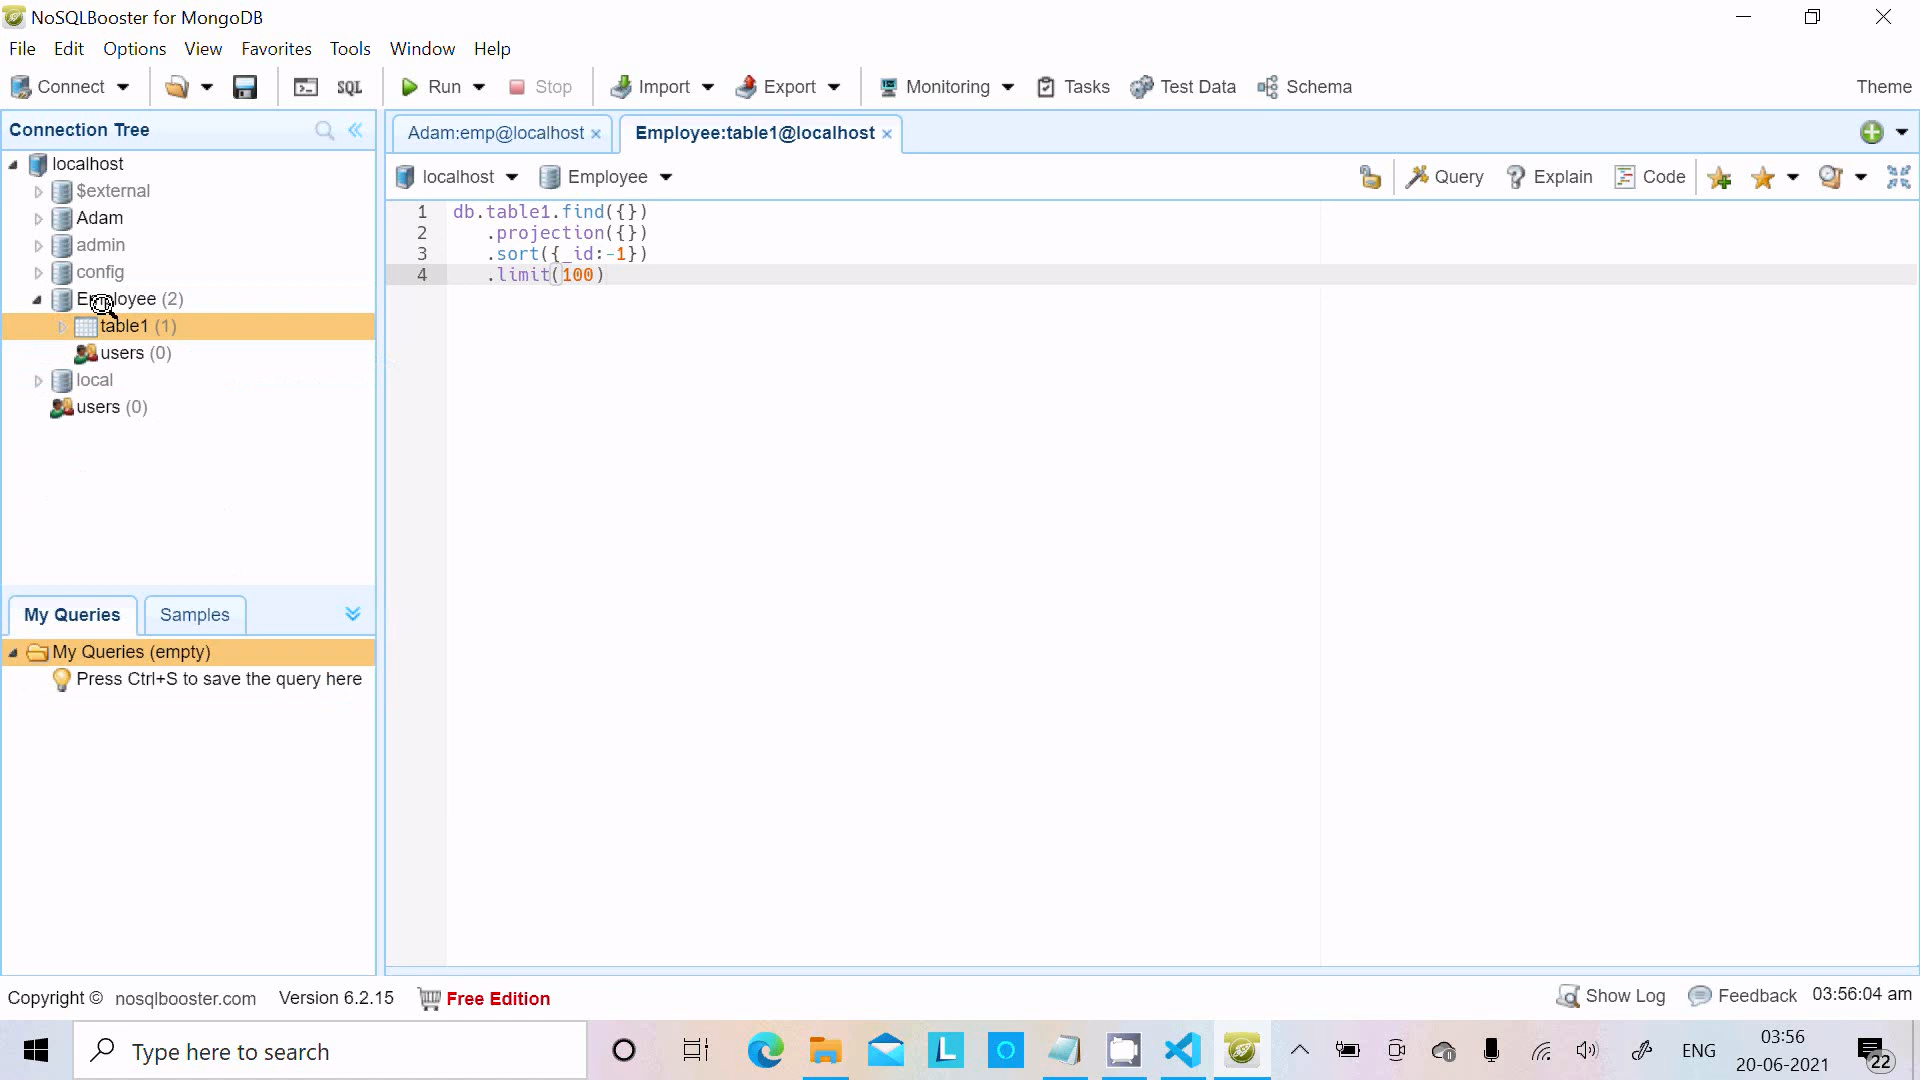 NoSQLBooster for MongoDB
File Edit Options View Favorites Tools Window Help
Connect SQL Run Stop Import Export Monitoring Tasks Test Data Schema Theme
Connection Tree
localhost
$external
Adam
admin
config
Employee (2)
table1 (1)
users (0)
local
users (0)
Adam:emp@localhost Employee:table1@localhost
localhost Employee Query Explain Code
1 db.table1.find({})
2 .projection({})
3 .sort({_id:-1})
4 .limit(100)
My Queries Samples
My Queries (empty)
Press Ctrl+S to save the query here
Copyright © nosqlbooster.com Version 6.2.15 Free Edition Show Log Feedback 03:56:04 am
Type here to search L ENG 03:56
20-06-2021
22